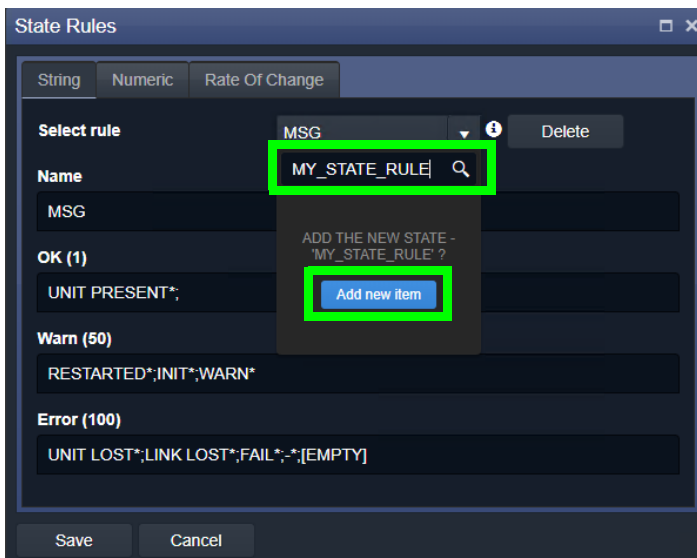 State Rules
String Numeric Rate Of Change
Select rule MSG Delete
MY_STATE_RULE
Name
MSG
ADD THE NEW STATE -
'MY_STATE_RULE' ?
OK (1)
UNIT PRESENT*;
Add new item
Warn (50)
RESTARTED*;INIT*;WARN*
Error (100)
UNIT LOST*;LINK LOST*;FAIL*;-*;[EMPTY]
Save Cancel